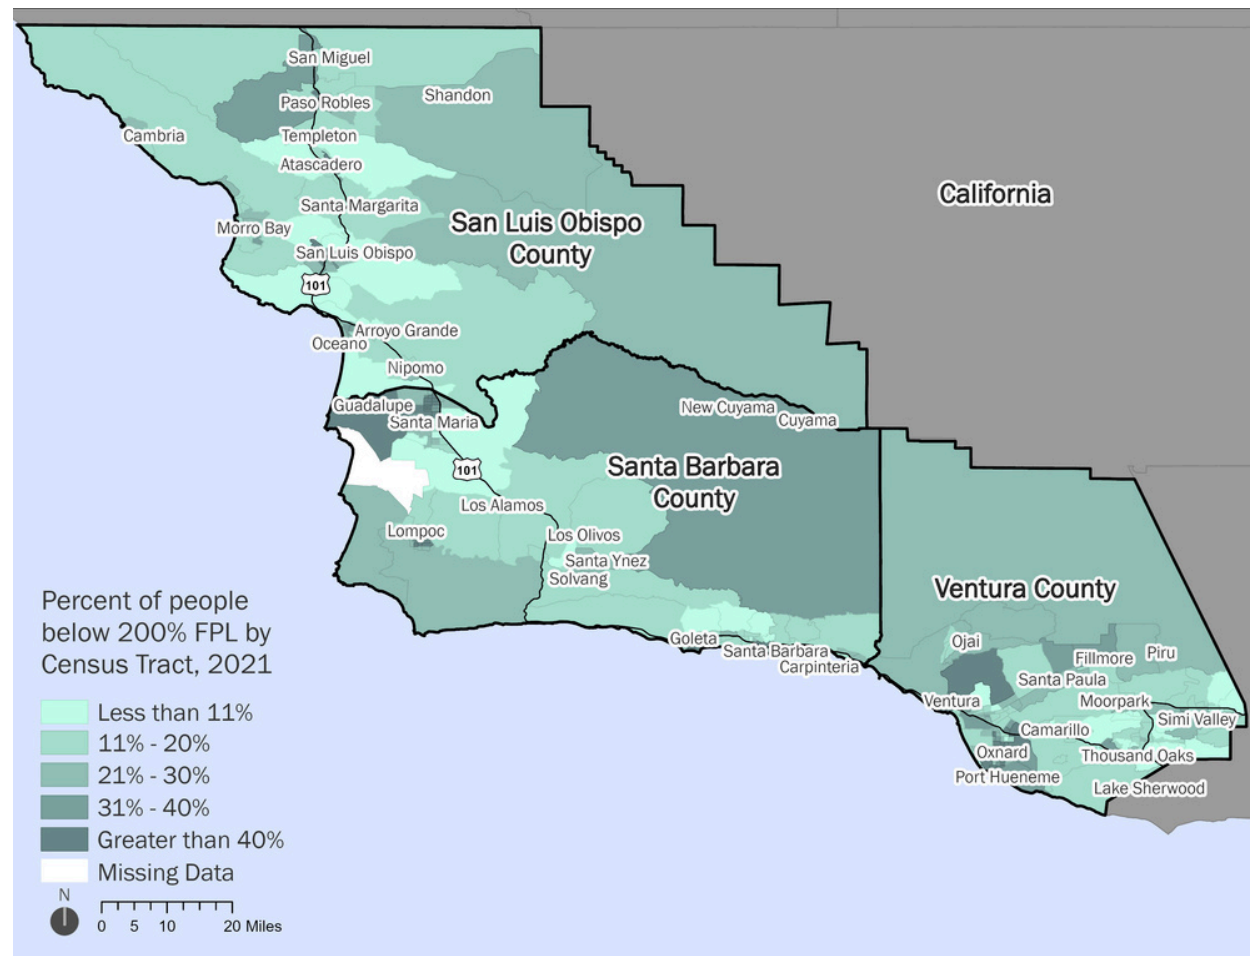 San Miguel
Paso Robles
Shandon
Cambria
Templeton
Atascadero
Santa Margarita
California
San Luis Obispo
County
Morro Bay
San Luis Obispo
101
Arroyo Grande
Oceano
Nipomo
Guadalupe
Santa Maria
New Cuyama
Cuyama
101
Santa Barbara
County
Los Alamos
Lompoc
Los Olivos
Santa Ynez
Solvang
Ventura County
Goleta
Santa Barbara
Carpinteria
Ojai
Fillmore
Piru
Santa Paula
Ventura
Moorpark
Simi Valley
Camarillo
Oxnard
Thousand Oaks
Port Hueneme
Lake Sherwood
Percent of people
below 200% FPL by
Census Tract, 2021
Less than 11%
11% - 20%
21% - 30%
31% - 40%
Greater than 40%
Missing Data
N
0 5 10 20 Miles